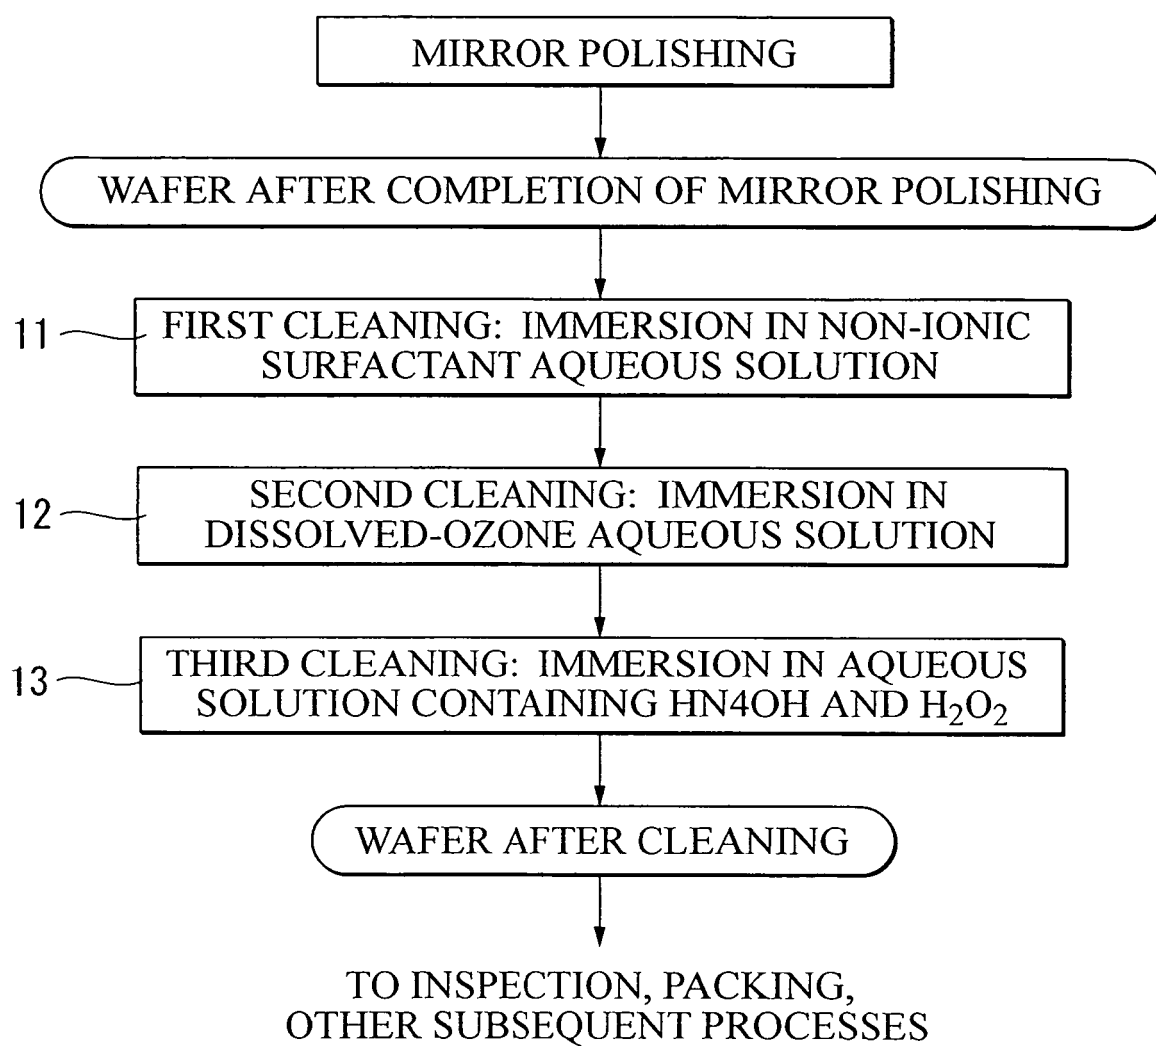 MIRROR POLISHING
WAFER AFTER COMPLETION OF MIRROR POLISHING
11
FIRST CLEANING: IMMERSION IN NON-IONIC
SURFACTANT AQUEOUS SOLUTION
12
SECOND CLEANING: IMMERSION IN
DISSOLVED-OZONE AQUEOUS SOLUTION
13
THIRD CLEANING: IMMERSION IN AQUEOUS
SOLUTION CONTAINING HN4OH AND H₂O₂
WAFER AFTER CLEANING
TO INSPECTION, PACKING,
OTHER SUBSEQUENT PROCESSES